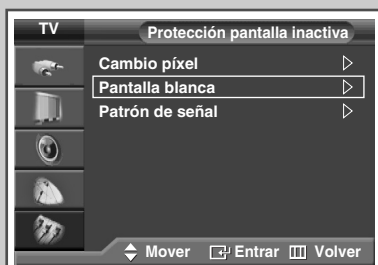 TV
Protección pantalla inactiva
Cambio píxel
Pantalla blanca
Patrón de señal
Mover Entrar Volver